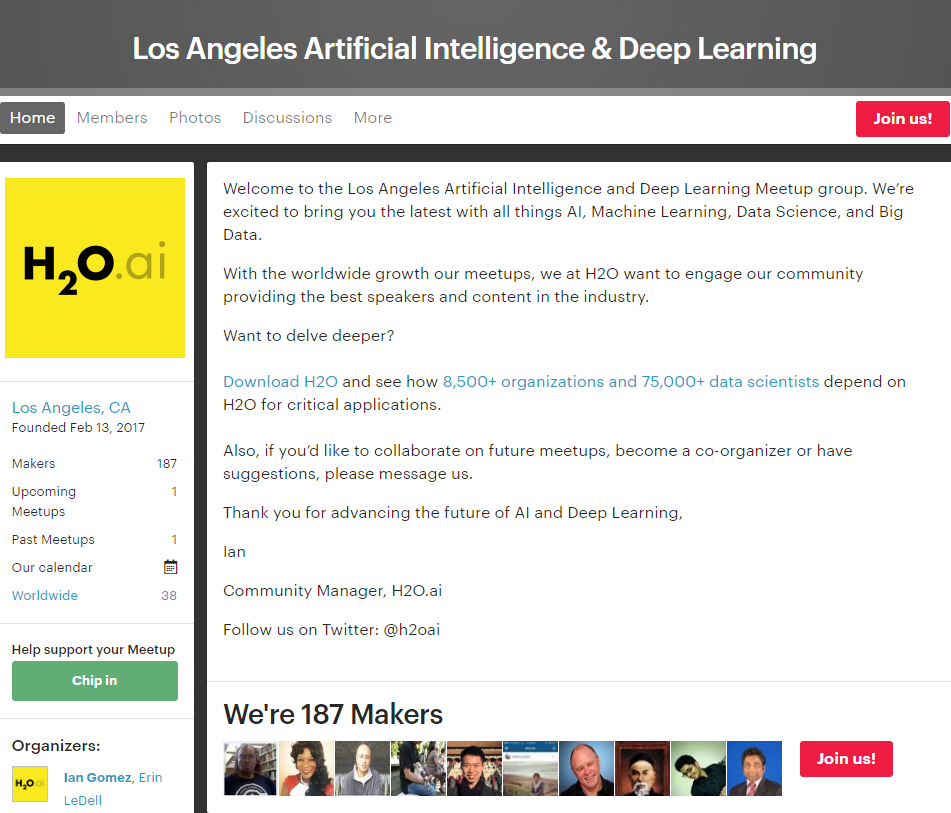 Los Angeles Artificial Intelligence & Deep Learning
Home Members Photos Discussions More Join us!
H2O.ai
Los Angeles, CA
Founded Feb 13, 2017
Makers 187
Upcoming 1
Meetups
Past Meetups 1
Our calendar
Worldwide 38
Help support your Meetup
Chip in
Organizers:
H2O.ai
Ian Gomez, Erin
LeDell
Welcome to the Los Angeles Artificial Intelligence and Deep Learning Meetup group. We’re
excited to bring you the latest with all things AI, Machine Learning, Data Science, and Big
Data.
With the worldwide growth our meetups, we at H2O want to engage our community
providing the best speakers and content in the industry.
Want to delve deeper?
Download H2O and see how 8,500+ organizations and 75,000+ data scientists depend on
H2O for critical applications.
Also, if you’d like to collaborate on future meetups, become a co-organizer or have
suggestions, please message us.
Thank you for advancing the future of AI and Deep Learning,
Ian
Community Manager, H2O.ai
Follow us on Twitter: @h2oai
We're 187 Makers
Join us!